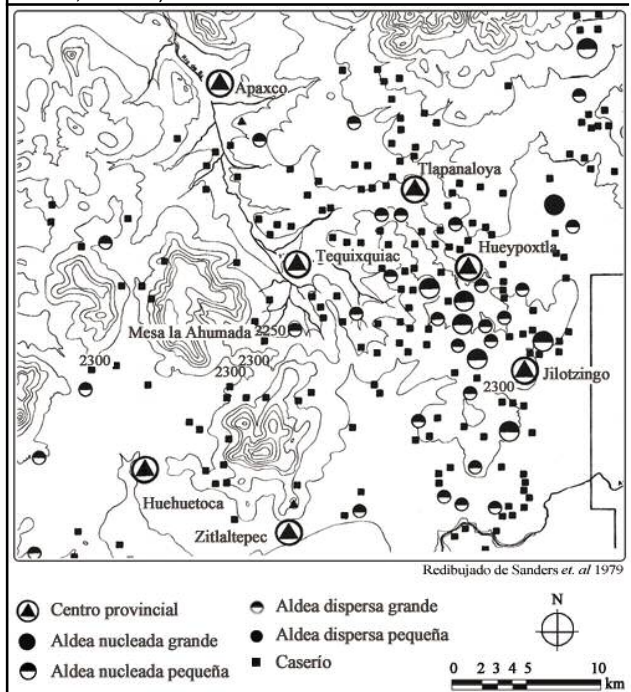 Apaxco
Tlapanaloya
Tequixquiac
Hueypoxtla
Mesa la Ahumada
2250
2300
2300
2300
2300
Jilotzingo
Huehuetoca
Zitlaltepec
Redibujado de Sanders et. al 1979
Centro provincial
Aldea nucleada grande
Aldea nucleada pequeña
Aldea dispersa grande
Aldea dispersa pequeña
Caserío
N
0 2 3 4 5 10
km